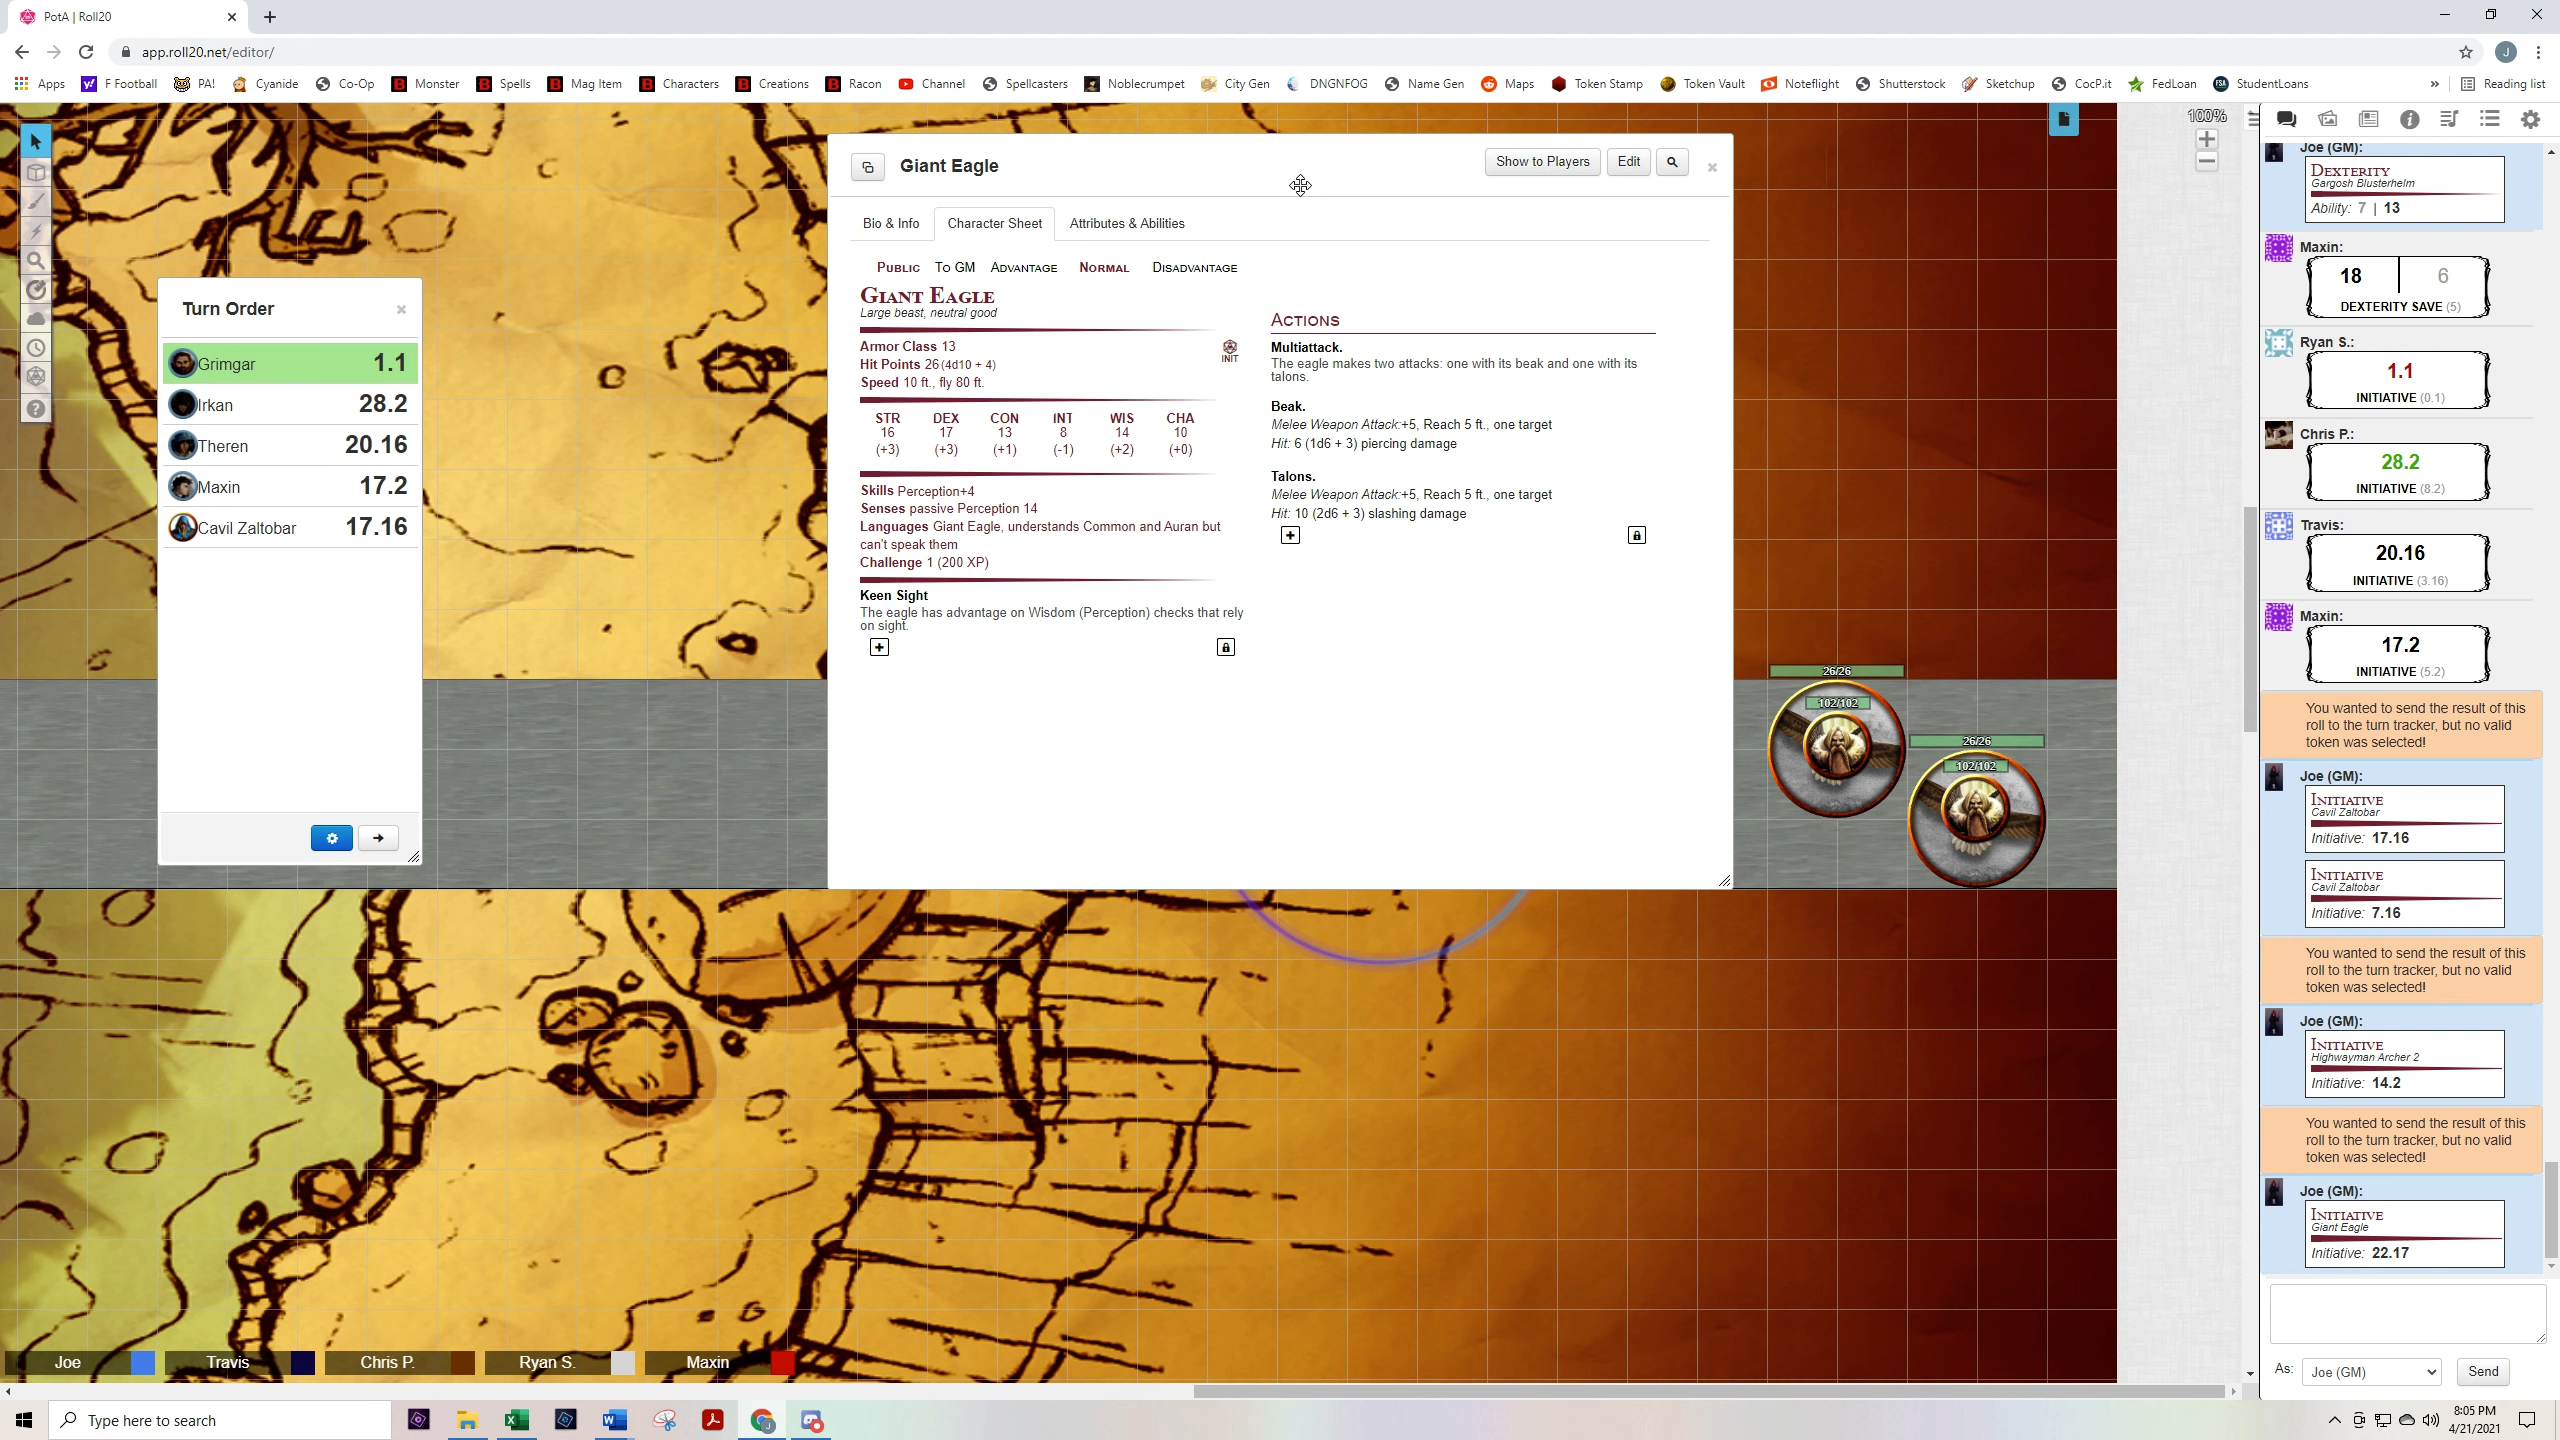 PotA | Roll20
app.roll20.net/editor/
Apps F Football PA! Cyanide Co-Op Monster Spells Mag Item Characters Creations Racon Channel Spellcasters Noblecrumpet City Gen DNGNFOG Name Gen Maps Token Stamp Token Vault Noteflight Shutterstock Sketchup CocP.it FedLoan StudentLoans » Reading list
100%
Turn Order
Grimgar 1.1
Irkan 28.2
Theren 20.16
Maxin 17.2
Cavil Zaltobar 17.16
Giant Eagle
Show to Players Edit
Bio & Info Character Sheet Attributes & Abilities
PUBLIC TO GM ADVANTAGE NORMAL DISADVANTAGE
GIANT EAGLE
Large beast, neutral good
Armor Class 13
INIT
Hit Points 26 (4d10 + 4)
Speed 10 ft., fly 80 ft.
STR DEX CON INT WIS CHA
16 17 13 8 14 10
(+3) (+3) (+1) (-1) (+2) (+0)
Skills Perception+4
Senses passive Perception 14
Languages Giant Eagle, understands Common and Auran but
can't speak them
Challenge 1 (200 XP)
Keen Sight
The eagle has advantage on Wisdom (Perception) checks that rely
on sight.
ACTIONS
Multiattack.
The eagle makes two attacks: one with its beak and one with its
talons.
Beak.
Melee Weapon Attack:+5, Reach 5 ft., one target
Hit: 6 (1d6 + 3) piercing damage
Talons.
Melee Weapon Attack:+5, Reach 5 ft., one target
Hit: 10 (2d6 + 3) slashing damage
26/26
102/102
26/26
102/102
Joe (GM):
DEXTERITY
Gargosh Blusterhelm
Ability: 7 | 13
Maxin:
18 6
DEXTERITY SAVE (5)
Ryan S.:
1.1
INITIATIVE (0.1)
Chris P.:
28.2
INITIATIVE (8.2)
Travis:
20.16
INITIATIVE (3.16)
Maxin:
17.2
INITIATIVE (5.2)
You wanted to send the result of this
roll to the turn tracker, but no valid
token was selected!
Joe (GM):
INITIATIVE
Cavil Zaltobar
Initiative: 17.16
INITIATIVE
Cavil Zaltobar
Initiative: 7.16
You wanted to send the result of this
roll to the turn tracker, but no valid
token was selected!
Joe (GM):
INITIATIVE
Highwayman Archer 2
Initiative: 14.2
You wanted to send the result of this
roll to the turn tracker, but no valid
token was selected!
Joe (GM):
INITIATIVE
Giant Eagle
Initiative: 22.17
As: Joe (GM) Send
Joe Travis Chris P. Ryan S. Maxin
Type here to search
8:05 PM
4/21/2021